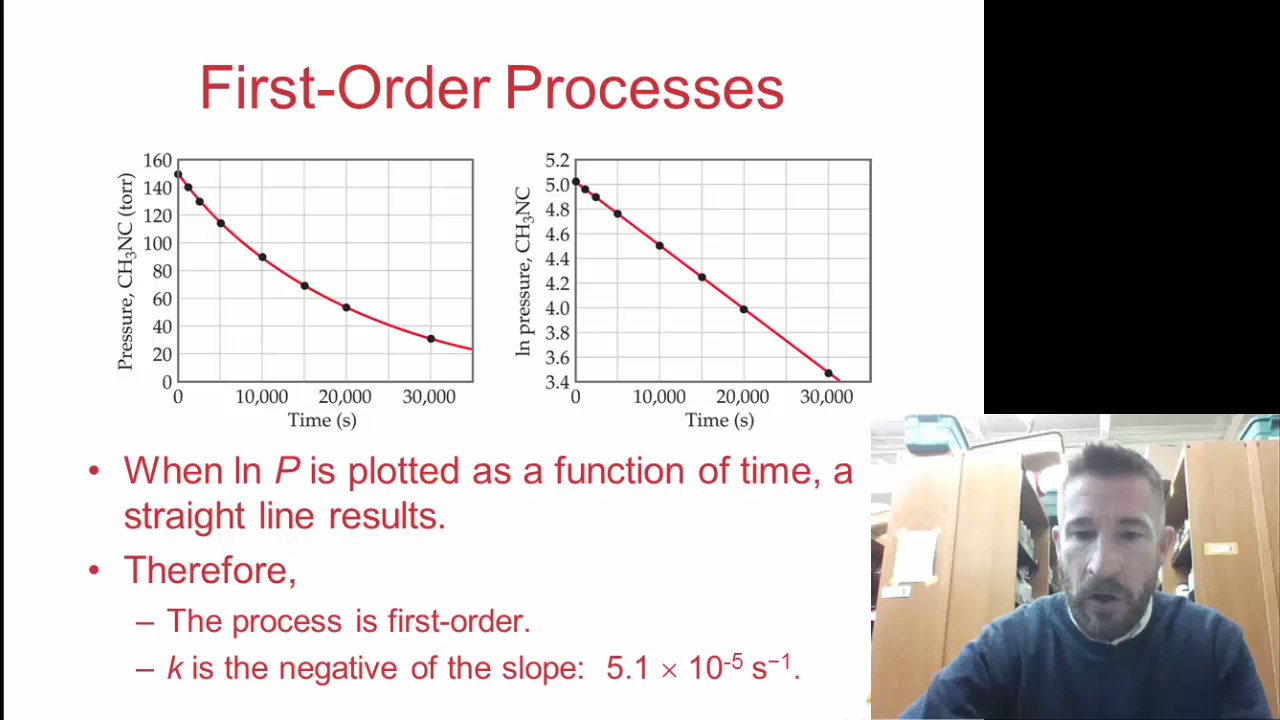 First-Order Processes
Pressure, CH₃NC (torr)
160
140
120
100
80
60
40
20
0
0 10,000 20,000 30,000
Time (s)
ln pressure, CH₃NC
5.2
5.0
4.8
4.6
4.4
4.2
4.0
3.8
3.6
3.4
0 10,000 20,000 30,000
Time (s)
• When ln P is plotted as a function of time, a
straight line results.
• Therefore,
– The process is first-order.
– k is the negative of the slope: 5.1 × 10⁻⁵ s⁻¹.